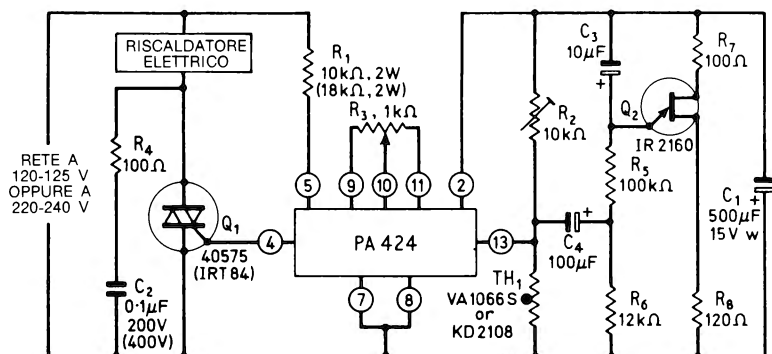 RISCALDATORE
ELETTRICO
RETE A
120-125 V
OPPURE A
220-240 V
R4
100Ω
C2
0·1µF
200V
(400V)
Q1
40575
(IRT84)
R1
10kΩ, 2W
(18kΩ, 2W)
R3, 1kΩ
5
9
10
11
2
4
PA 424
13
7
8
R2
10kΩ
C4
100µF
TH1
VA1066S
or
KD2108
C3
10µF
+
Q2
IR 2160
R5
100kΩ
+
R6
12kΩ
R7
100Ω
R8
120Ω
C1 +
500µF
15V w